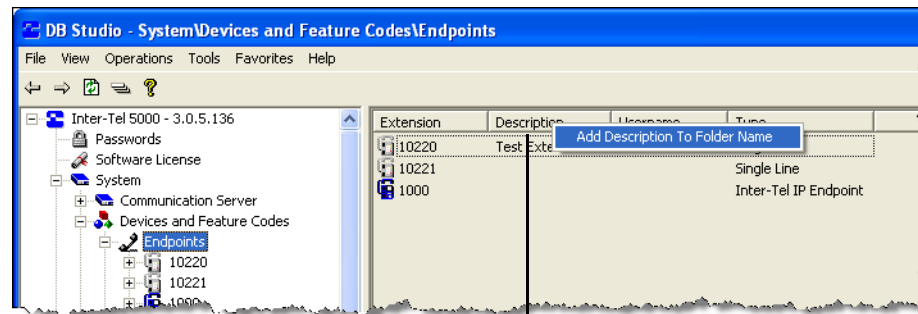 DB Studio - System\Devices and Feature Codes\Endpoints
File View Operations Tools Favorites Help
Inter-Tel 5000 - 3.0.5.136
Passwords
Software License
System
Communication Server
Devices and Feature Codes
Endpoints
10220
10221
1000
Extension Description Username Type
Add Description To Folder Name
10220 Test Exte
10221 Single Line
1000 Inter-Tel IP Endpoint